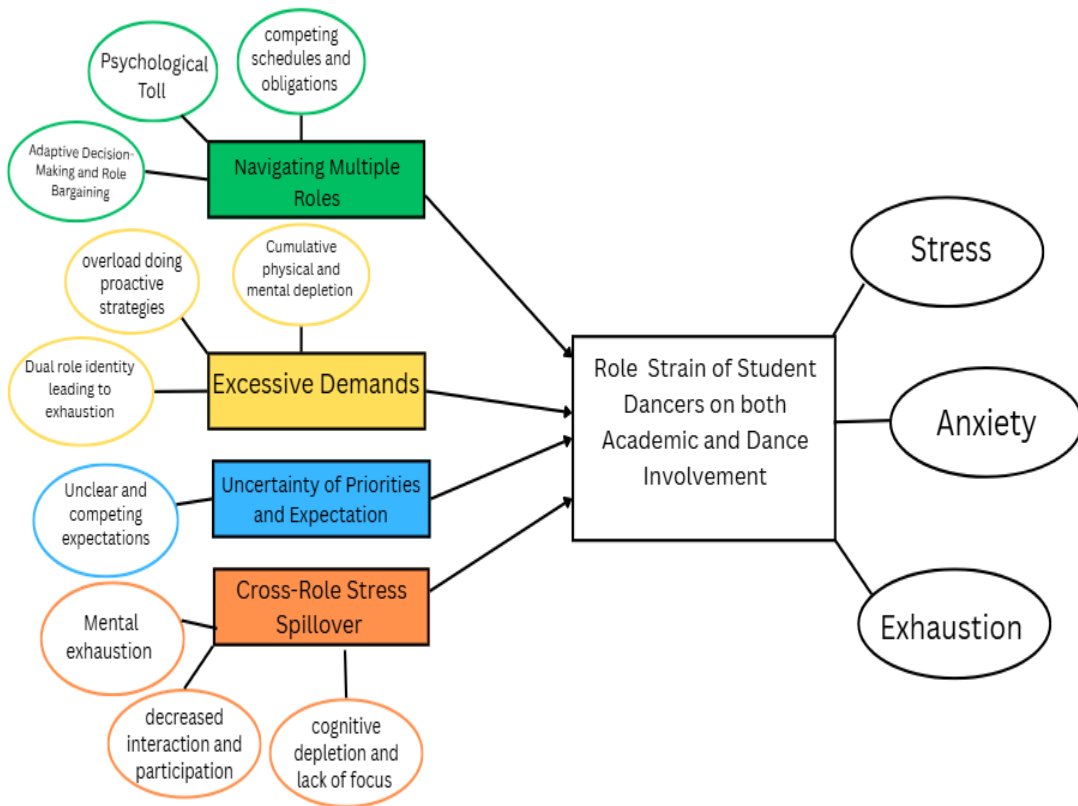 Psychological
Toll
competing
schedules and
obligations
Adaptive Decision-
Making and Role
Bargaining
Navigating Multiple
Roles
overload doing
proactive
strategies
Cumulative
physical and
mental depletion
Dual role identity
leading to
exhaustion
Excessive Demands
Unclear and
competing
expectations
Uncertainty of Priorities
and Expectation
Cross-Role Stress
Spillover
Mental
exhaustion
decreased
interaction and
participation
cognitive
depletion and
lack of focus
Role Strain of Student
Dancers on both
Academic and Dance
Involvement
Stress
Anxiety
Exhaustion